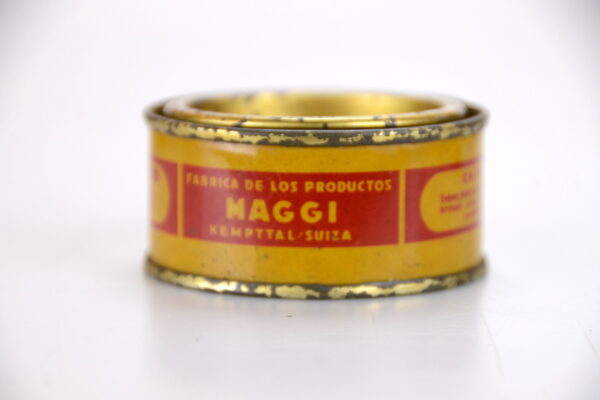 FABRICA DE LOS PRODUCTOS
MAGGI
KEMPTTAL-SUIZA